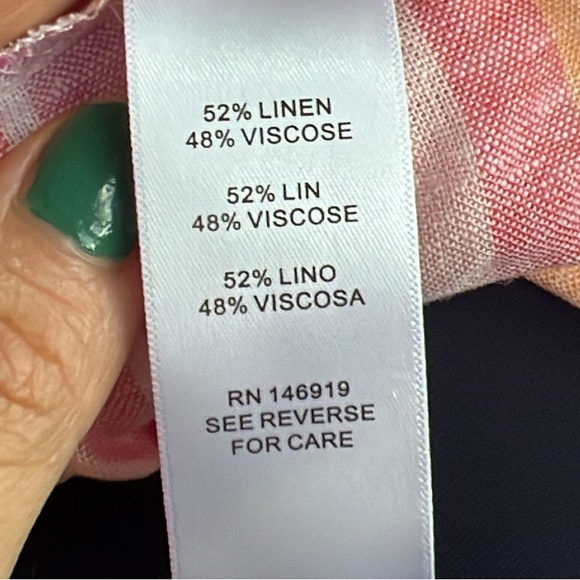 52% LINEN
48% VISCOSE
52% LIN
48% VISCOSE
52% LINO
48% VISCOSA
RN 146919
SEE REVERSE
FOR CARE